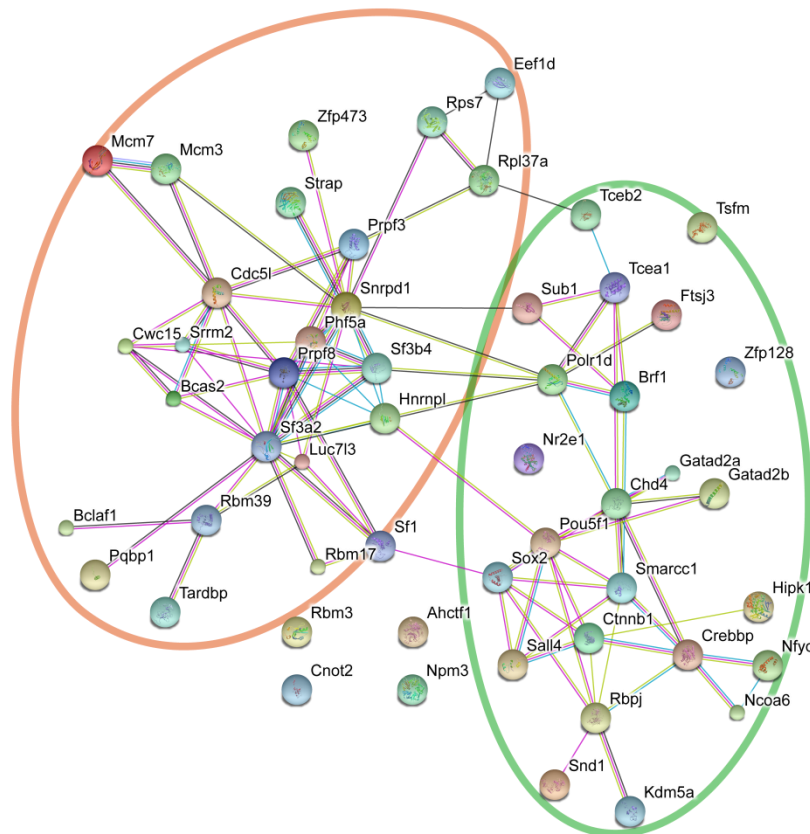 Eef1d
Rps7
Zfp473
Mcm7
Mcm3
Rpl37a
Strap
Tceb2
Tsfm
Prpf3
Cdc5l
Snrpd1
Tcea1
Sub1
Ftsj3
Cwc15
Srrm2
Phf5a
Sf3b4
Prpf8
Polr1d
Zfp128
Brf1
Bcas2
Hnrnpl
Sf3a2
Luc7l3
Nr2e1
Gatad2a
Gatad2b
Chd4
Bclaf1
Rbm39
Pou5f1
Sf1
Pqbp1
Rbm17
Sox2
Smarcc1
Tardbp
Hipk1
Rbm3
Ahctf1
Ctnnb1
Sall4
Crebbp
Nfyc
Cnot2
Npm3
Ncoa6
Rbpj
Snd1
Kdm5a